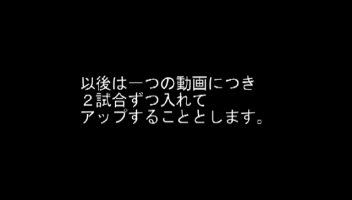 以後は一つの動画につき
２試合ずつ入れて
アップすることとします。